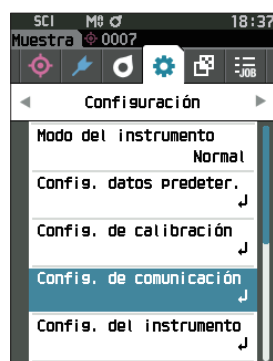 SCI M0 18:37
Muestra 0007
JOB
Configuración
Modo del instrumento
Normal
Config. datos predeter.
Config. de calibración
Config. de comunicación
Config. del instrumento